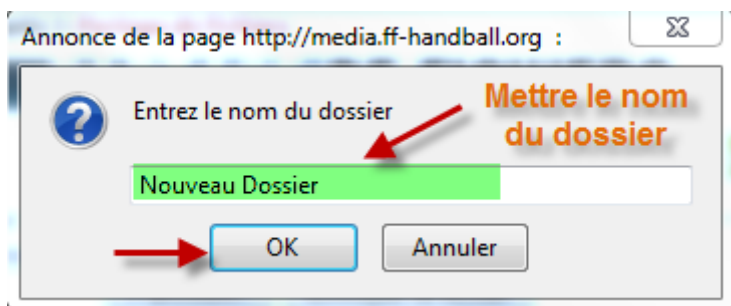 Annonce de la page http://media.ff-handball.org :
Entrez le nom du dossier
Mettre le nom
du dossier
Nouveau Dossier
OK Annuler